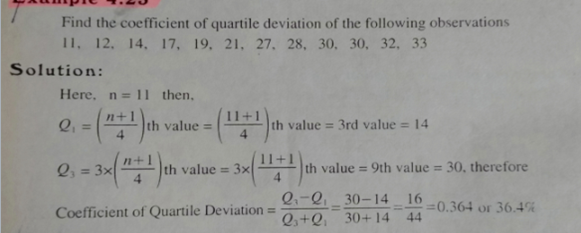 Example 4.25
Find the coefficient of quartile deviation of the following observations
11, 12, 14, 17, 19, 21, 27, 28, 30, 30, 32, 33
Solution:
Here, n = 11 then,
Q₁ = ((n+1)/4)th value = ((11+1)/4)th value = 3rd value = 14
Q₃ = 3×((n+1)/4)th value = 3×((11+1)/4)th value = 9th value = 30, therefore
Coefficient of Quartile Deviation = (Q₃−Q₁)/(Q₃+Q₁) = (30−14)/(30+14) = 16/44 = 0.364 or 36.4%